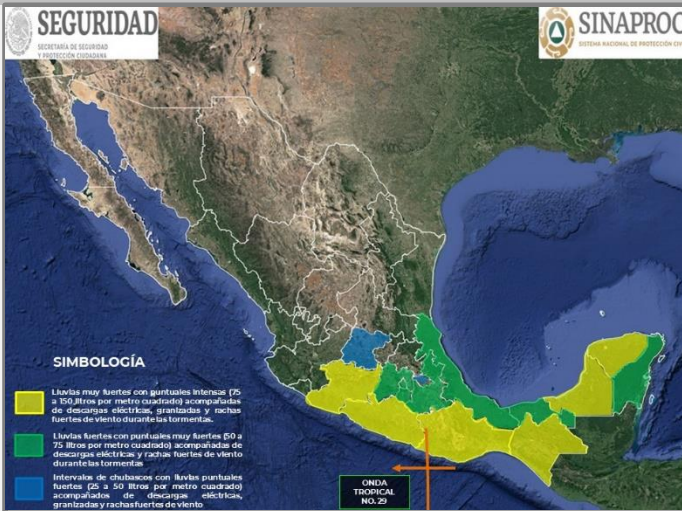 SEGURIDAD
SECRETARÍA DE SEGURIDAD
Y PROTECCIÓN CIUDADANA
SINAPROC
SISTEMA NACIONAL DE PROTECCIÓN CIV
SIMBOLOGÍA
Lluvias muy fuertes con puntuales intensas (75
a 150 litros por metro cuadrado) acompañadas
de descargas eléctricas, granizadas y rachas
fuertes de viento durante las tormentas.
Lluvias fuertes con puntuales muy fuertes (50 a
75 litros por metro cuadrado) acompañadas de
descargas eléctricas y rachas fuertes de viento
durante las tormentas
Intervalos de chubascos con lluvias puntuales
fuertes (25 a 50 litros por metro cuadrado)
acompañados de descargas eléctricas,
granizadas y rachas fuertes de viento
ONDA
TROPICAL
NO. 29